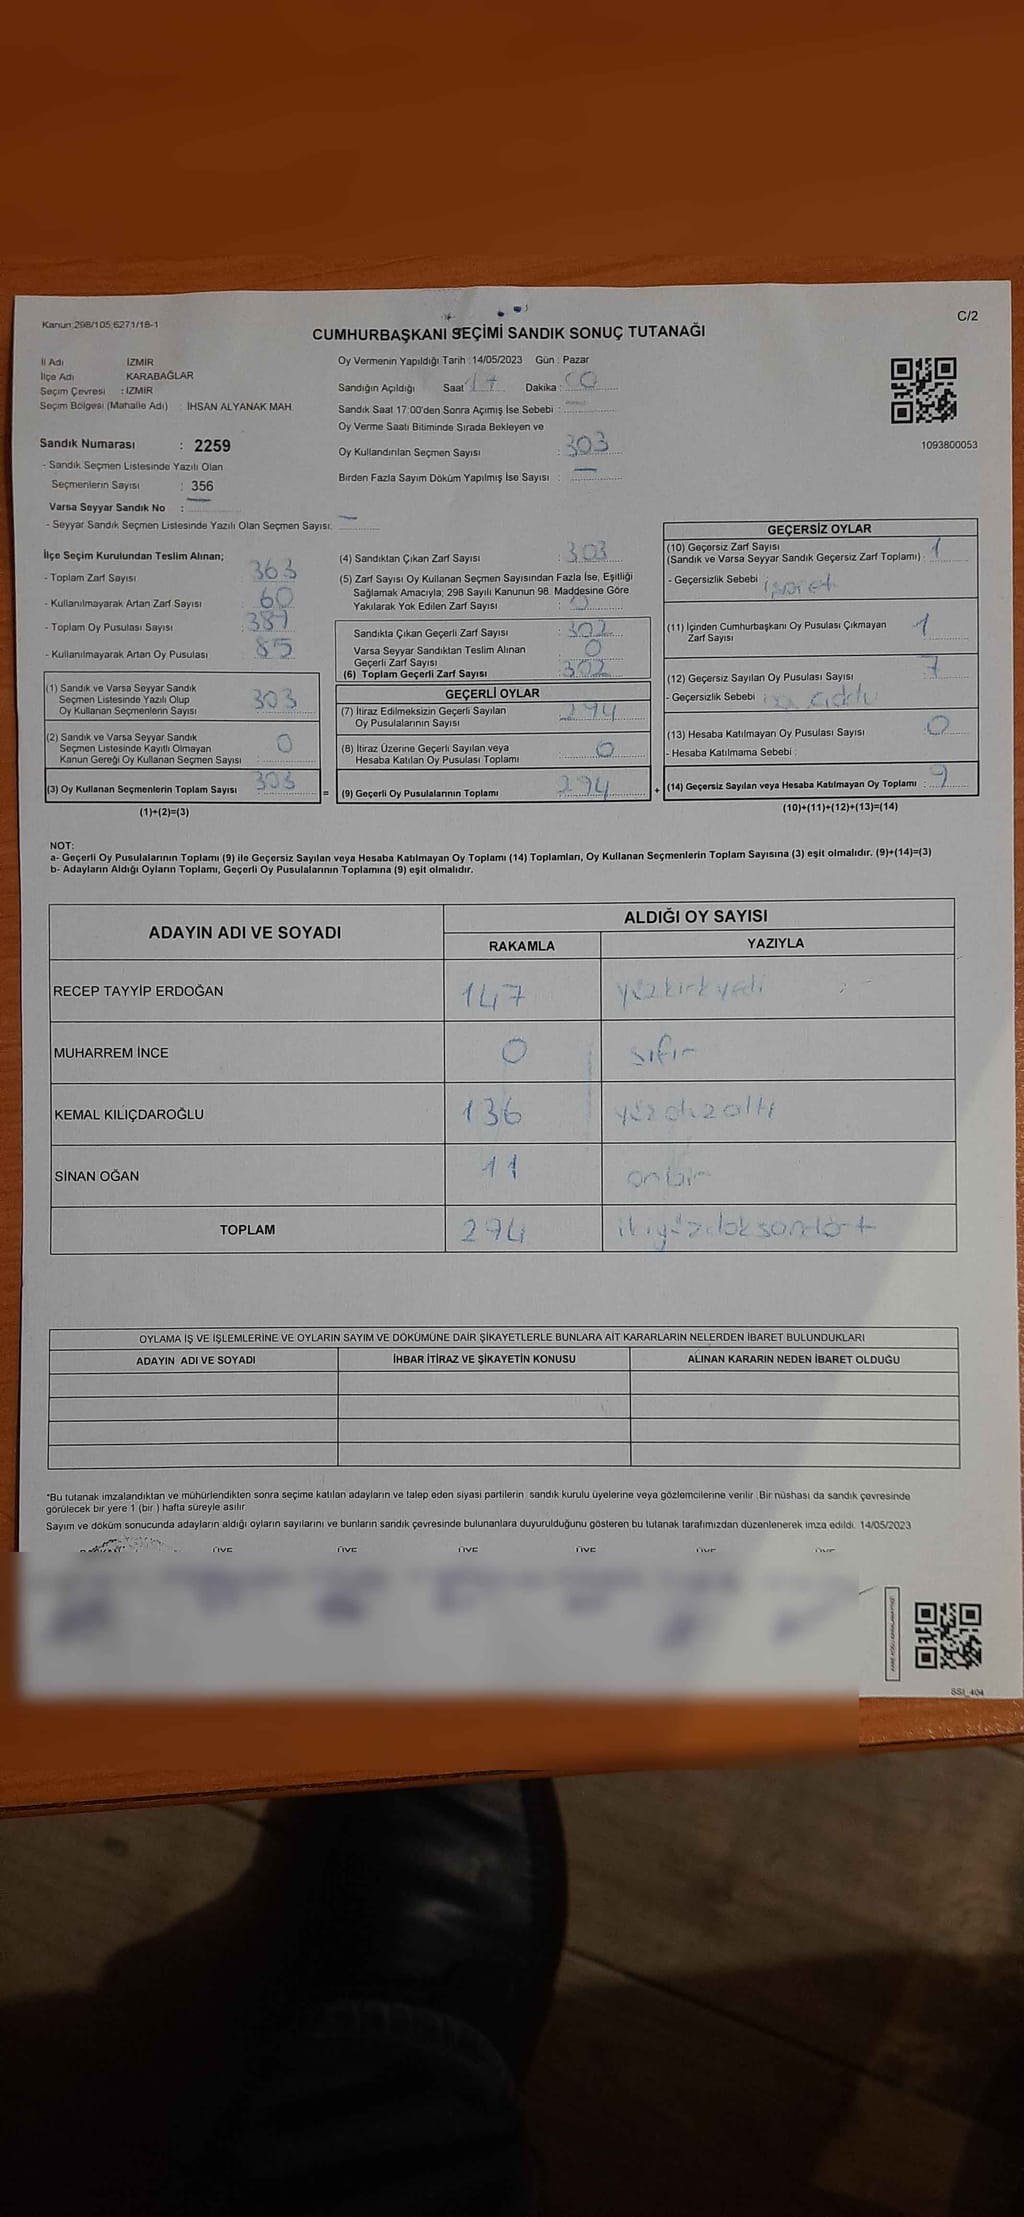 Kanun:298/105;6271/18-1
C/2
CUMHURBAŞKANI SEÇİMİ SANDIK SONUÇ TUTANAĞI
İl Adı İZMİR
İlçe Adı KARABAĞLAR
Seçim Çevresi : İZMİR
Seçim Bölgesi (Mahalle Adı) : İHSAN ALYANAK MAH.
Sandık Numarası : 2259
- Sandık Seçmen Listesinde Yazılı Olan
Seçmenlerin Sayısı : 356
Varsa Seyyar Sandık No :
- Seyyar Sandık Seçmen Listesinde Yazılı Olan Seçmen Sayısı:
Oy Vermenin Yapıldığı Tarih : 14/05/2023 Gün : Pazar
Sandığın Açıldığı Saat 17 Dakika : 00
Sandık Saat 17:00'den Sonra Açımış İse Sebebi :
Oy Verme Saati Bitiminde Sırada Bekleyen ve
Oy Kullandırılan Seçmen Sayısı : 303
Birden Fazla Sayım Döküm Yapılmış İse Sayısı :
1093800053
İlçe Seçim Kurulundan Teslim Alınan;
- Toplam Zarf Sayısı : 363
- Kullanılmayarak Artan Zarf Sayısı : 60
- Toplam Oy Pusulası Sayısı : 387
- Kullanılmayarak Artan Oy Pusulası : 85
(1) Sandık ve Varsa Seyyar Sandık
Seçmen Listesinde Yazılı Olup
Oy Kullanan Seçmenlerin Sayısı 303
(2) Sandık ve Varsa Seyyar Sandık
Seçmen Listesinde Kayıtlı Olmayan
Kanun Gereği Oy Kullanan Seçmen Sayısı : 0
(3) Oy Kullanan Seçmenlerin Toplam Sayısı 303
(1)+(2)=(3)
=
(4) Sandıktan Çıkan Zarf Sayısı : 303
(5) Zarf Sayısı Oy Kullanan Seçmen Sayısından Fazla İse, Eşitliği
Sağlamak Amacıyla; 298 Sayılı Kanunun 98. Maddesine Göre
Yakılarak Yok Edilen Zarf Sayısı : 0
Sandıkta Çıkan Geçerli Zarf Sayısı : 302
Varsa Seyyar Sandıktan Teslim Alınan
Geçerli Zarf Sayısı : 0
(6) Toplam Geçerli Zarf Sayısı : 302
GEÇERLİ OYLAR
(7) İtiraz Edilmeksizin Geçerli Sayılan
Oy Pusulalarının Sayısı : 294
(8) İtiraz Üzerine Geçerli Sayılan veya
Hesaba Katılan Oy Pusulası Toplamı : 0
(9) Geçerli Oy Pusulalarının Toplamı 294
+
GEÇERSİZ OYLAR
(10) Geçersiz Zarf Sayısı
(Sandık ve Varsa Seyyar Sandık Geçersiz Zarf Toplamı) : 1
- Geçersizlik Sebebi : işaret
(11) İçinden Cumhurbaşkanı Oy Pusulası Çıkmayan
Zarf Sayısı 1
(12) Geçersiz Sayılan Oy Pusulası Sayısı 7
- Geçersizlik Sebebi
(13) Hesaba Katılmayan Oy Pusulası Sayısı : 0
- Hesaba Katılmama Sebebi :
(14) Geçersiz Sayılan veya Hesaba Katılmayan Oy Toplamı : 9
(10)+(11)+(12)+(13)=(14)
NOT:
a- Geçerli Oy Pusulalarının Toplamı (9) ile Geçersiz Sayılan veya Hesaba Katılmayan Oy Toplamı (14) Toplamları, Oy Kullanan Seçmenlerin Toplam Sayısına (3) eşit olmalıdır. (9)+(14)=(3)
b- Adayların Aldığı Oyların Toplamı, Geçerli Oy Pusulalarının Toplamına (9) eşit olmalıdır.
ADAYIN ADI VE SOYADI
ALDIĞI OY SAYISI
RAKAMLA YAZIYLA
RECEP TAYYİP ERDOĞAN 147 yüzkırkyedi
MUHARREM İNCE 0 sıfır
KEMAL KILIÇDAROĞLU 136 yüzotuzaltı
SİNAN OĞAN 11 onbir
TOPLAM 294 ikiyüzdoksandört
OYLAMA İŞ VE İŞLEMLERİNE VE OYLARIN SAYIM VE DÖKÜMÜNE DAİR ŞİKAYETLERLE BUNLARA AİT KARARLARIN NELERDEN İBARET BULUNDUKLARI
ADAYIN ADI VE SOYADI İHBAR İTİRAZ VE ŞİKAYETİN KONUSU ALINAN KARARIN NEDEN İBARET OLDUĞU
*Bu tutanak imzalandıktan ve mühürlendikten sonra seçime katılan adayların ve talep eden siyasi partilerin sandık kurulu üyelerine veya gözlemcilerine verilir. Bir nüshası da sandık çevresinde
görülecek bir yere 1 (bir ) hafta süreyle asılır.
Sayım ve döküm sonucunda adayların aldığı oyların sayılarını ve bunların sandık çevresinde bulunanlara duyurulduğunu gösteren bu tutanak tarafımızdan düzenlenerek imza edildi. 14/05/2023
ÜYE ÜYE ÜYE ÜYE ÜYE ÜYE
SSI_404